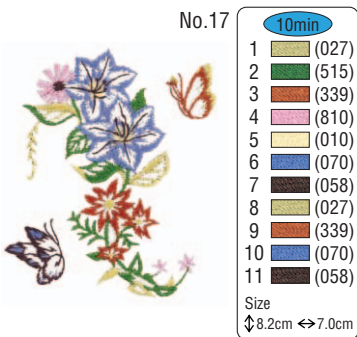 No.17
10min
1 (027)
2 (515)
3 (339)
4 (810)
5 (010)
6 (070)
7 (058)
8 (027)
9 (339)
10 (070)
11 (058)
Size
↕8.2cm ↔7.0cm